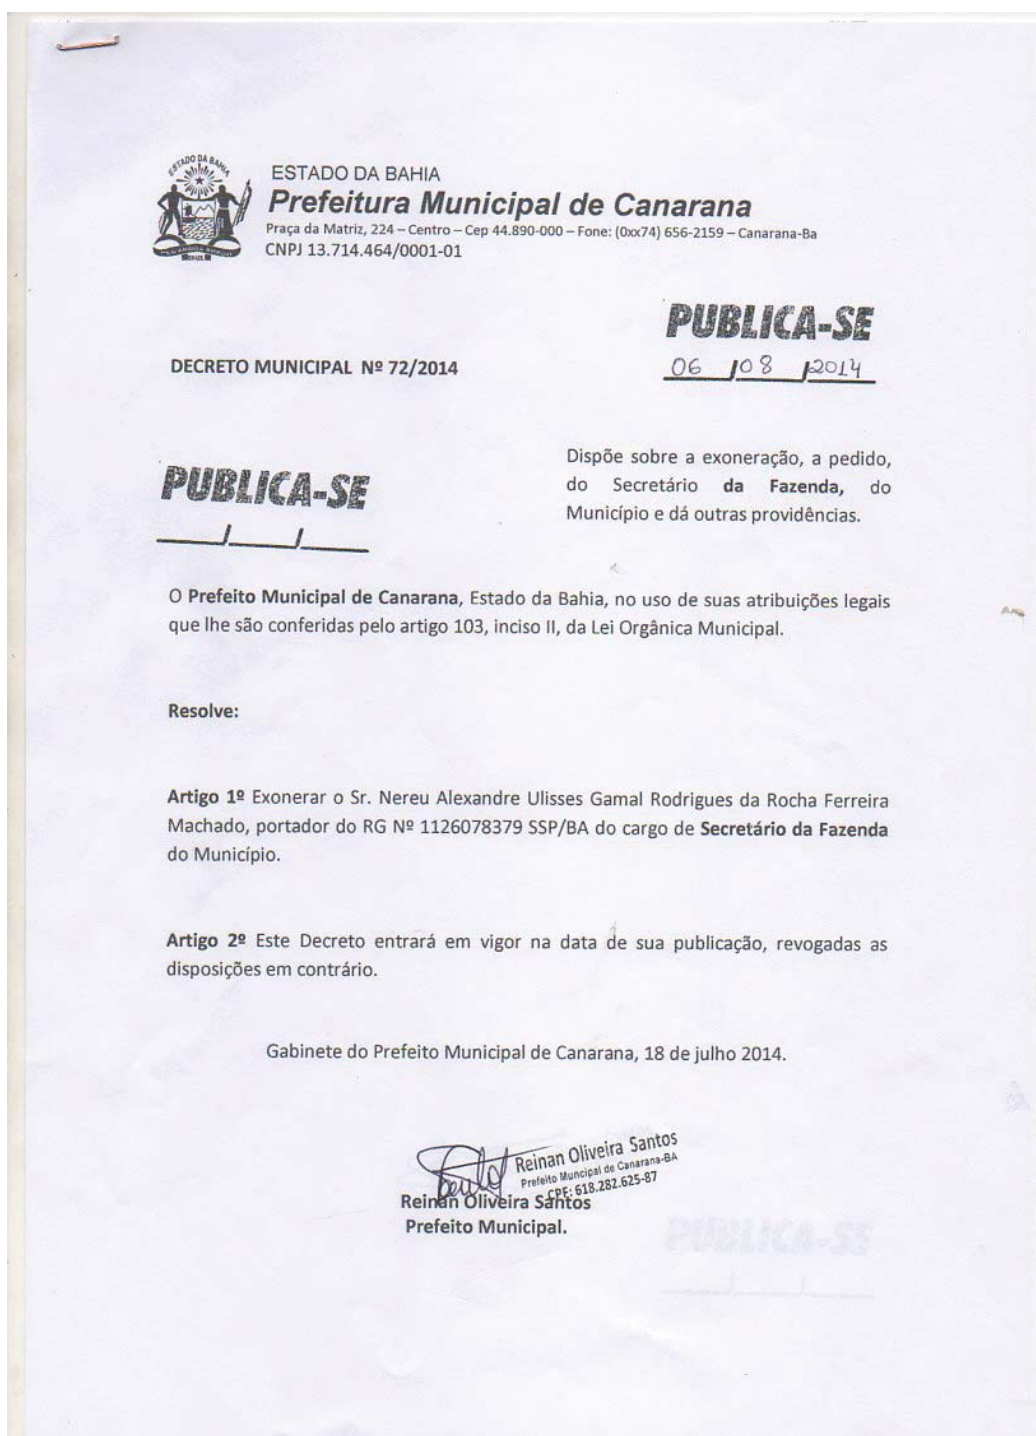 ESTADO DA BAHIA
Prefeitura Municipal de Canarana
Praça da Matriz, 224 – Centro – Cep 44.890-000 – Fone: (0xx74) 656-2159 – Canarana-Ba
CNPJ 13.714.464/0001-01
PUBLICA-SE
06/08/2014
DECRETO MUNICIPAL Nº 72/2014
Dispõe sobre a exoneração, a pedido,
do Secretário da Fazenda, do
Município e dá outras providências.
PUBLICA-SE
___/___/___
O Prefeito Municipal de Canarana, Estado da Bahia, no uso de suas atribuições legais
que lhe são conferidas pelo artigo 103, inciso II, da Lei Orgânica Municipal.
Resolve:
Artigo 1º Exonerar o Sr. Nereu Alexandre Ulisses Gamal Rodrigues da Rocha Ferreira
Machado, portador do RG Nº 1126078379 SSP/BA do cargo de Secretário da Fazenda
do Município.
Artigo 2º Este Decreto entrará em vigor na data de sua publicação, revogadas as
disposições em contrário.
Gabinete do Prefeito Municipal de Canarana, 18 de julho 2014.
Reinan Oliveira Santos
Prefeito Muncipal de Canarana-BA
CPF: 618.282.625-87
Reinan Oliveira Santos
Prefeito Municipal.
PUBLICA-SE